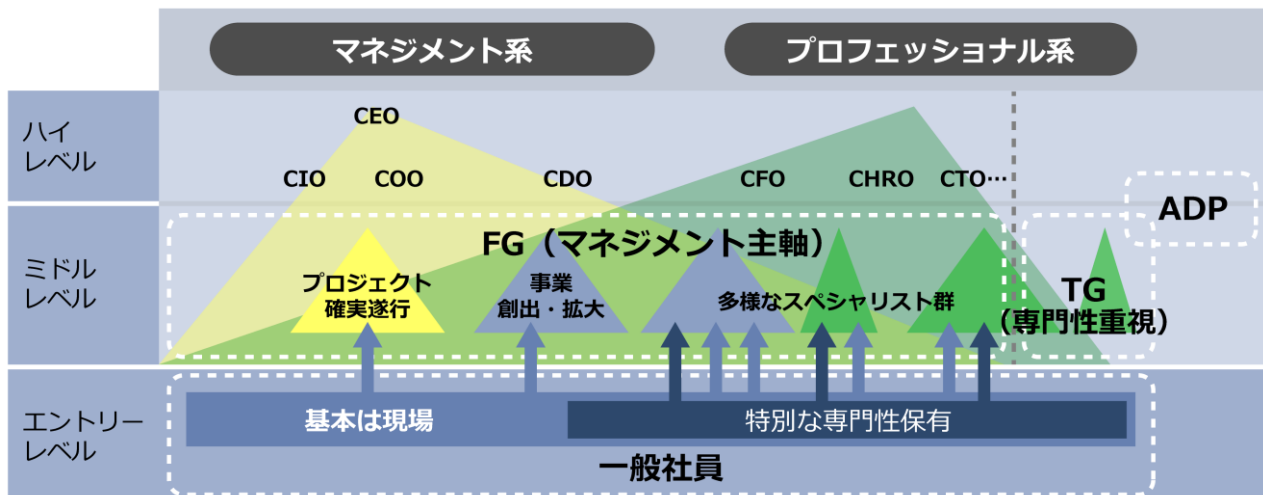 マネジメント系
プロフェッショナル系
ハイ
レベル
CEO
CIO
COO
CDO
CFO
CHRO
CTO…
ADP
ミドル
レベル
FG（マネジメント主軸）
プロジェクト
確実遂行
事業
創出・拡大
多様なスペシャリスト群
TG
（専門性重視）
エントリー
レベル
基本は現場
特別な専門性保有
一般社員